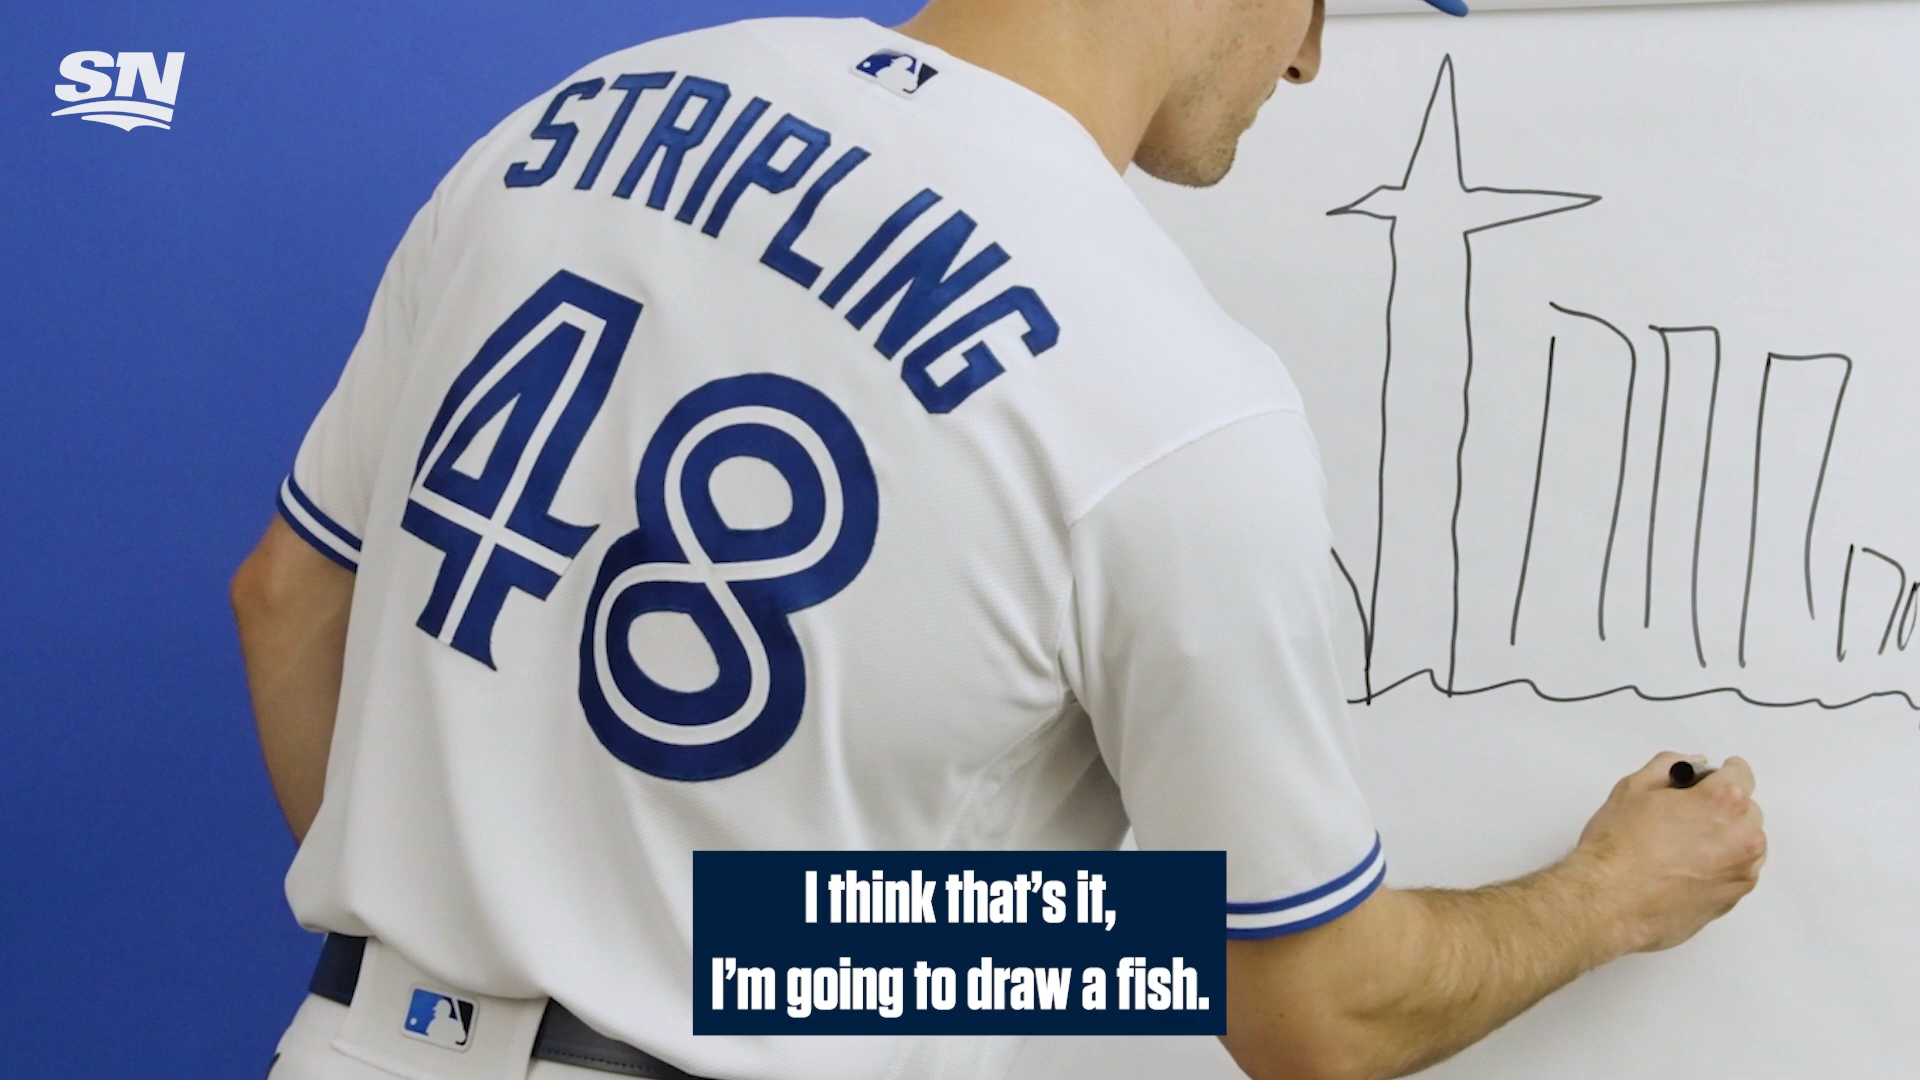 SN
STRIPLING
48
I think that's it,
I'm going to draw a fish.